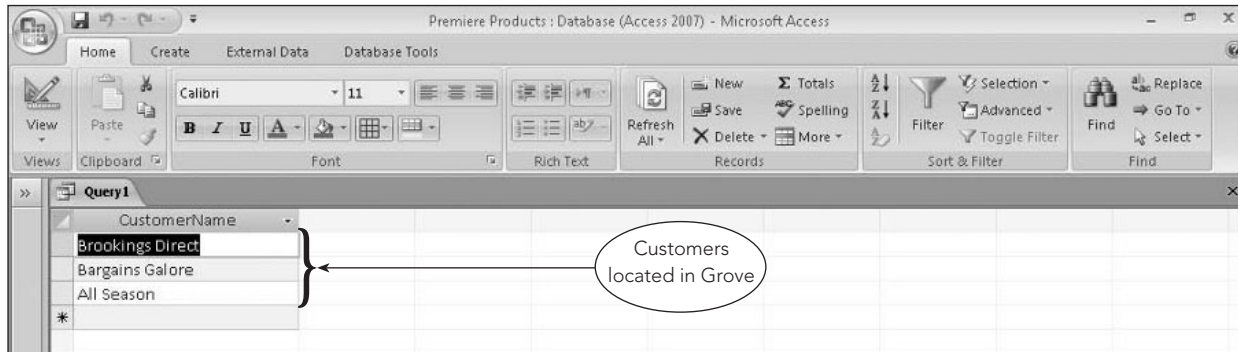 Premiere Products : Database (Access 2007) - Microsoft Access
Home Create External Data Database Tools
View
Views
Paste
Clipboard
Calibri 11
B I U A
Font
Rich Text
Refresh All
New
Save
Delete
Σ Totals
Spelling
More
Records
Filter
Selection
Advanced
Toggle Filter
Sort & Filter
Find
Replace
Go To
Select
Find
Query1
CustomerName
Brookings Direct
Bargains Galore
All Season
Customers
located in Grove